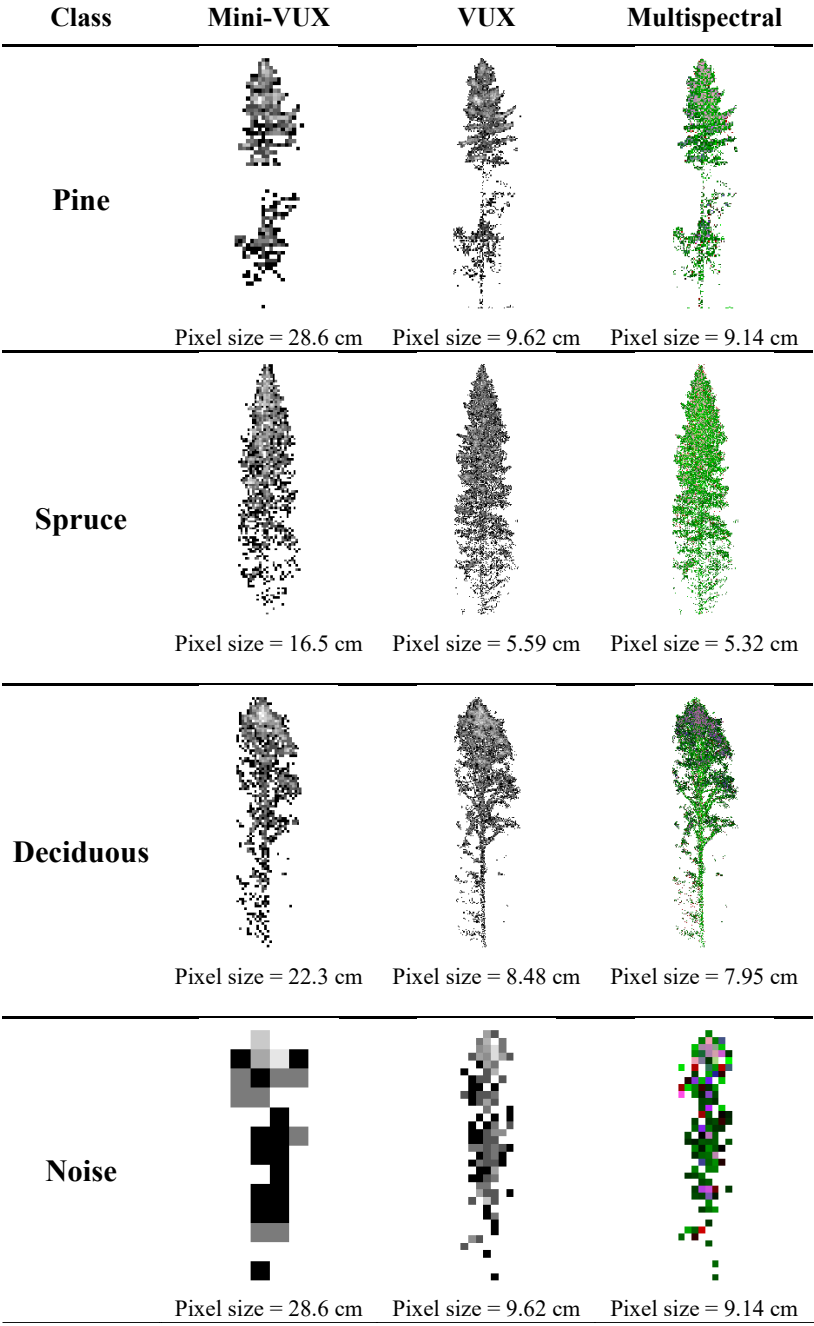 Class Mini-VUX VUX Multispectral
Pine
Pixel size = 28.6 cm Pixel size = 9.62 cm Pixel size = 9.14 cm
Spruce
Pixel size = 16.5 cm Pixel size = 5.59 cm Pixel size = 5.32 cm
Deciduous
Pixel size = 22.3 cm Pixel size = 8.48 cm Pixel size = 7.95 cm
Noise
Pixel size = 28.6 cm Pixel size = 9.62 cm Pixel size = 9.14 cm